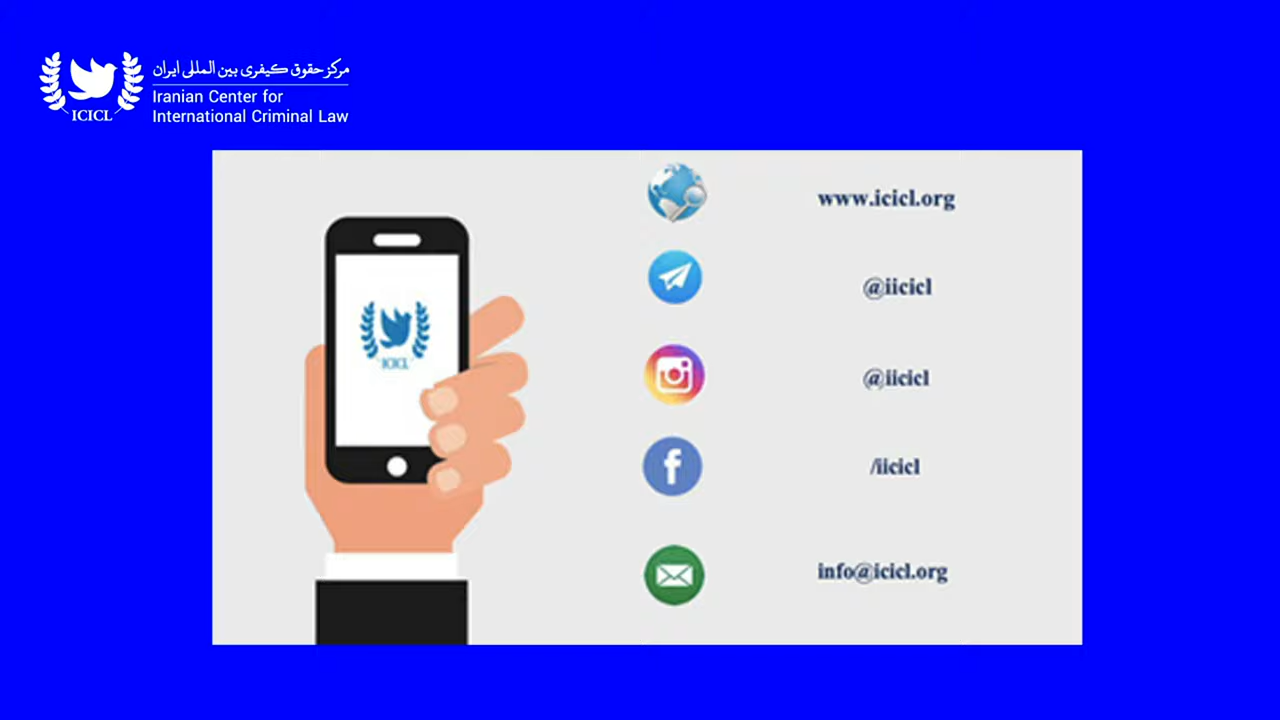 مرکز حقوق کیفری بین المللی ایران
Iranian Center for
International Criminal Law
ICICL
www.icicl.org
@iicicl
ICICL
@iicicl
/iicicl
info@icicl.org